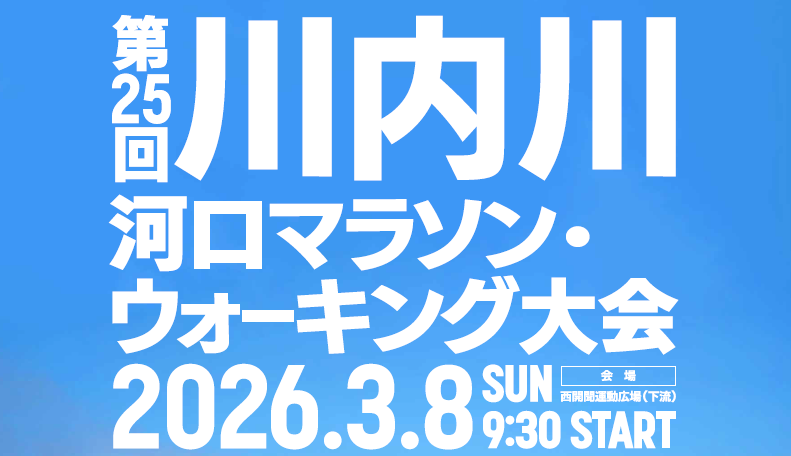 第25回
川内川
河口マラソン・
ウォーキング大会
2026.3.8
SUN
9:30 START
会 場
西開聞運動広場(下流)